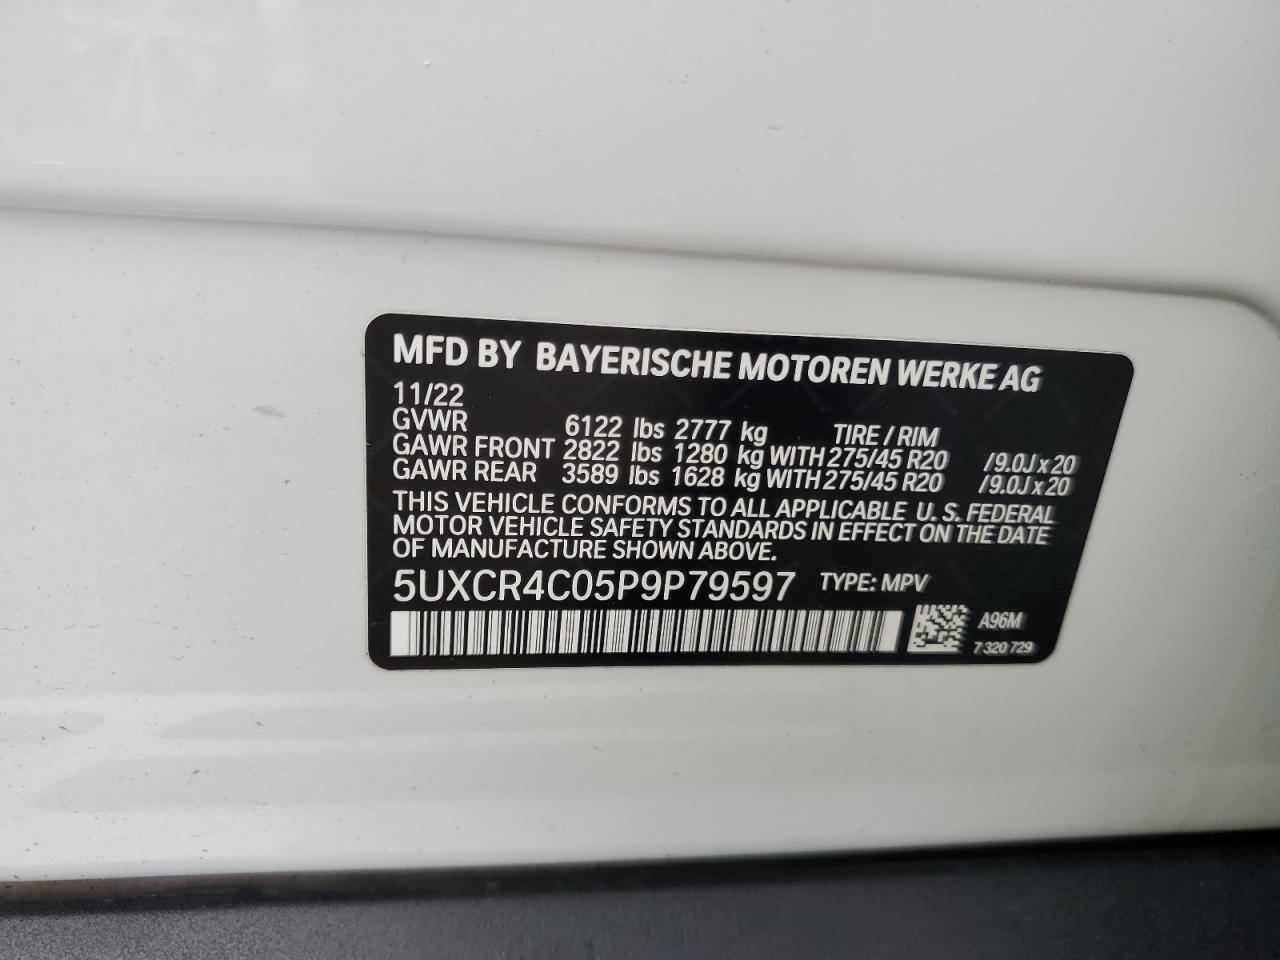 MFD BY BAYERISCHE MOTOREN WERKE AG
11/22
GVWR 6122 lbs 2777 kg TIRE / RIM
GAWR FRONT 2822 lbs 1280 kg WITH 275/45 R20 /9.0J x 20
GAWR REAR 3589 lbs 1628 kg WITH 275/45 R20 /9.0J x 20
THIS VEHICLE CONFORMS TO ALL APPLICABLE U.S. FEDERAL
MOTOR VEHICLE SAFETY STANDARDS IN EFFECT ON THE DATE
OF MANUFACTURE SHOWN ABOVE.
5UXCR4C05P9P79597 TYPE: MPV
A96M
7 320 729